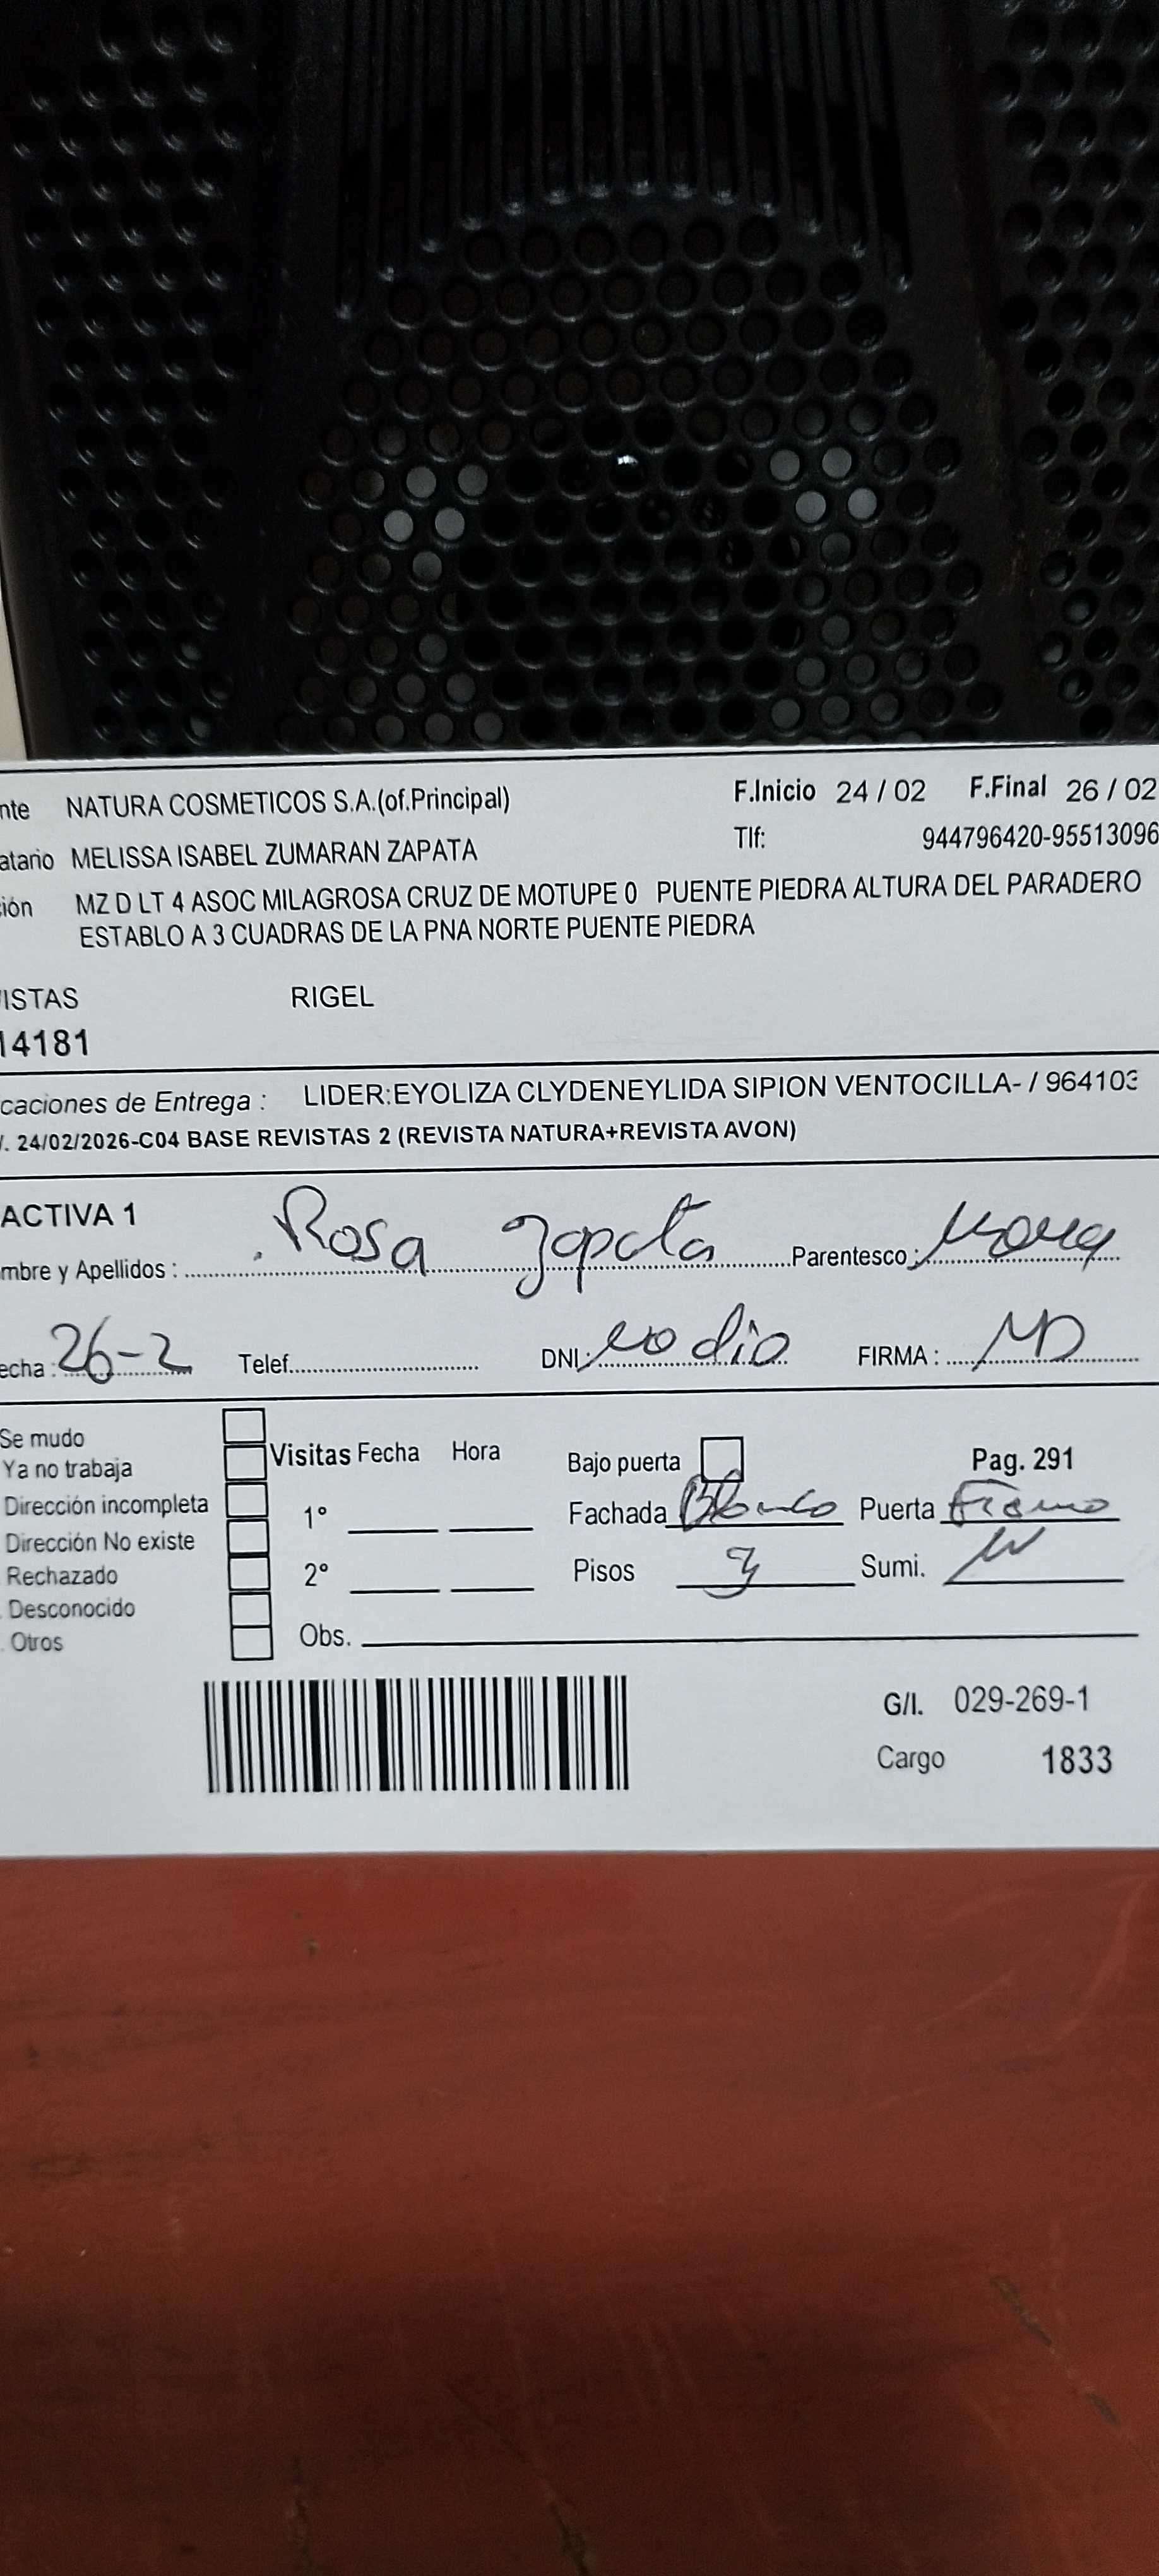 nte NATURA COSMETICOS S.A.(of.Principal) F.Inicio 24 / 02 F.Final 26 / 02
atario MELISSA ISABEL ZUMARAN ZAPATA Tlf: 944796420-95513096
ión MZ D LT 4 ASOC MILAGROSA CRUZ DE MOTUPE 0 PUENTE PIEDRA ALTURA DEL PARADERO
ESTABLO A 3 CUADRAS DE LA PNA NORTE PUENTE PIEDRA
ISTAS RIGEL
14181
caciones de Entrega : LIDER:EYOLIZA CLYDENEYLIDA SIPION VENTOCILLA- / 964103
/. 24/02/2026-C04 BASE REVISTAS 2 (REVISTA NATURA+REVISTA AVON)
ACTIVA 1
mbre y Apellidos : Rosa Zapata Parentesco :
echa : 26-2 Telef. DNI: no dio FIRMA :
Se mudo
Ya no trabaja
Dirección incompleta
Dirección No existe
Rechazado
Desconocido
Otros
Visitas Fecha Hora
1°
2°
Obs.
Bajo puerta Pag. 291
Fachada Blanco Puerta Fierro
Pisos 3 Sumi.
G/I. 029-269-1
Cargo 1833